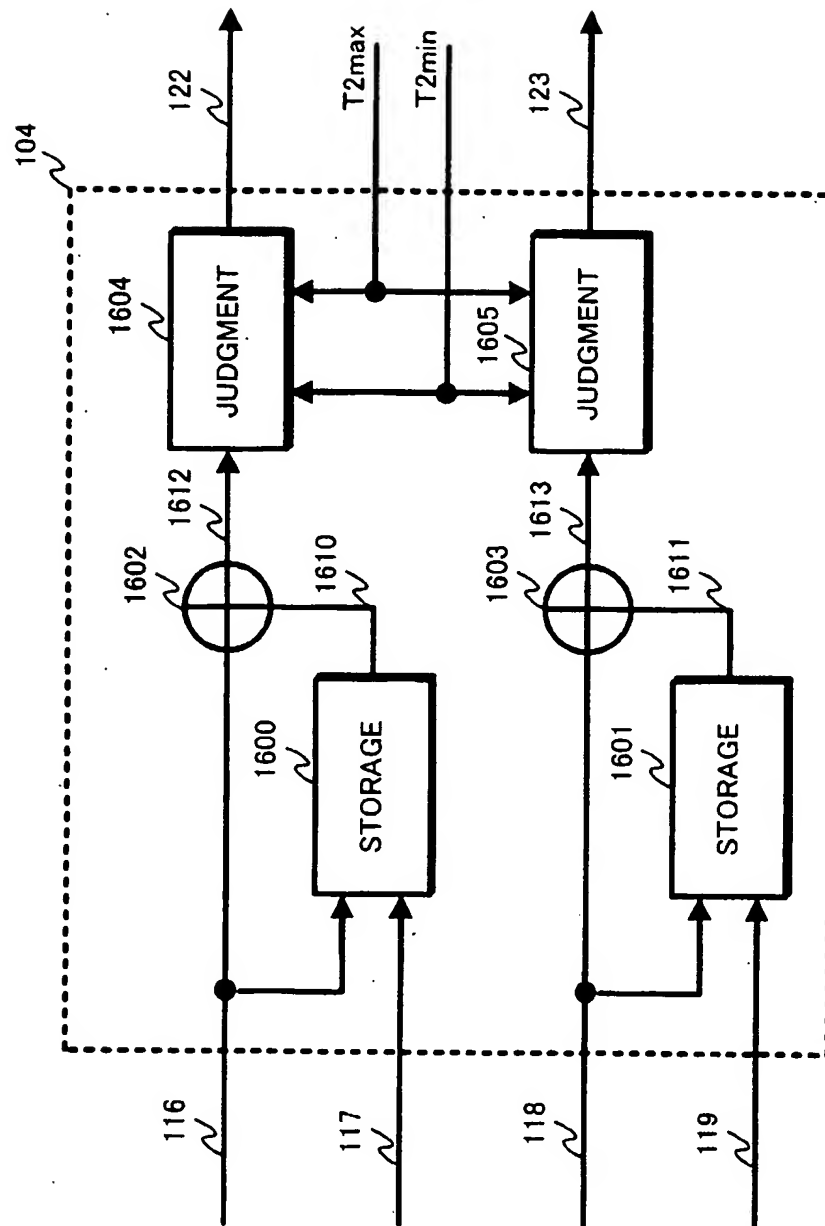 104
116
117
1600
STORAGE
1602
1610
1612
1604
JUDGMENT
122
T2max
T2min
118
119
1601
STORAGE
1603
1611
1613
1605
JUDGMENT
123